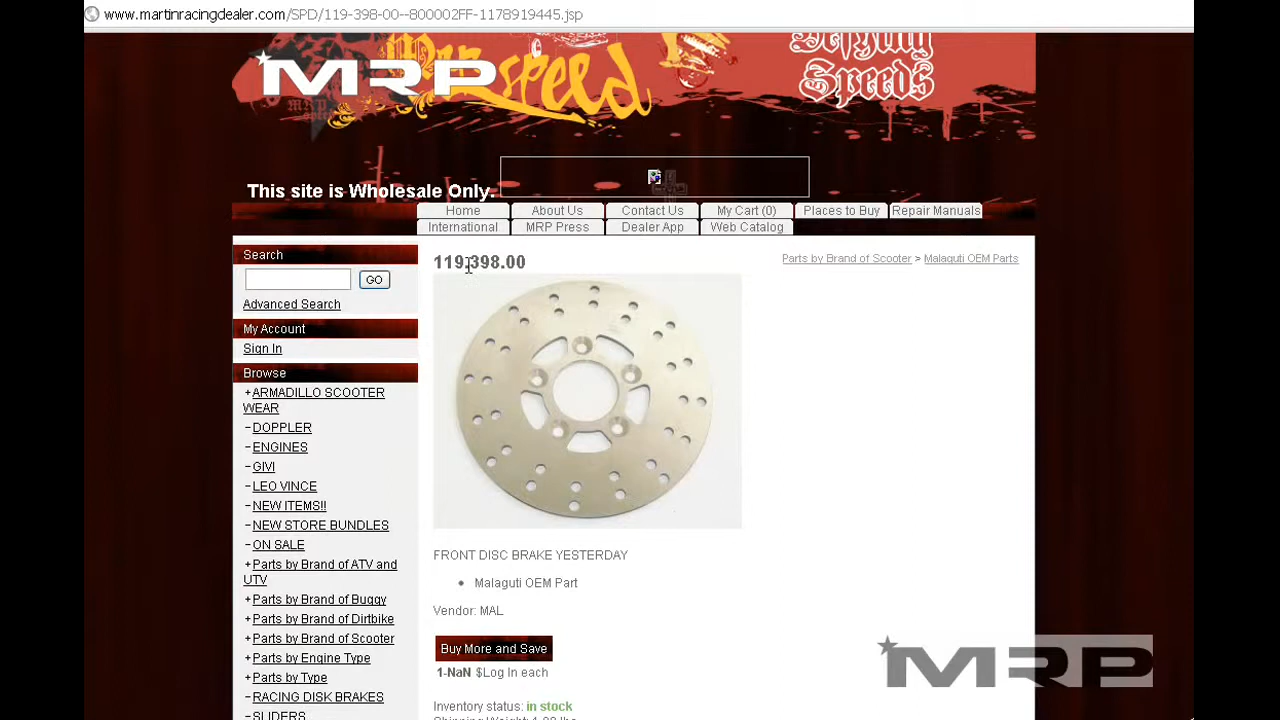 www.martinracingdealer.com/SPD/119-398-00--800002FF-1178919445.jsp
MRP
speed
Defying
Speeds
This site is Wholesale Only.
Home
About Us
Contact Us
My Cart (0)
Places to Buy
Repair Manuals
International
MRP Press
Dealer App
Web Catalog
Search
GO
Advanced Search
My Account
Sign In
Browse
+ARMADILLO SCOOTER
WEAR
–DOPPLER
–ENGINES
–GIVI
–LEO VINCE
–NEW ITEMS!!
–NEW STORE BUNDLES
–ON SALE
+Parts by Brand of ATV and
UTV
+Parts by Brand of Buggy
+Parts by Brand of Dirtbike
+Parts by Brand of Scooter
+Parts by Engine Type
+Parts by Type
–RACING DISK BRAKES
–SLIDERS
119.398.00
Parts by Brand of Scooter > Malaguti OEM Parts
FRONT DISC BRAKE YESTERDAY
• Malaguti OEM Part
Vendor: MAL
Buy More and Save
1-NaN $Log In each
Inventory status: in stock
Shipping Weight: 1.00 lbs
MRP